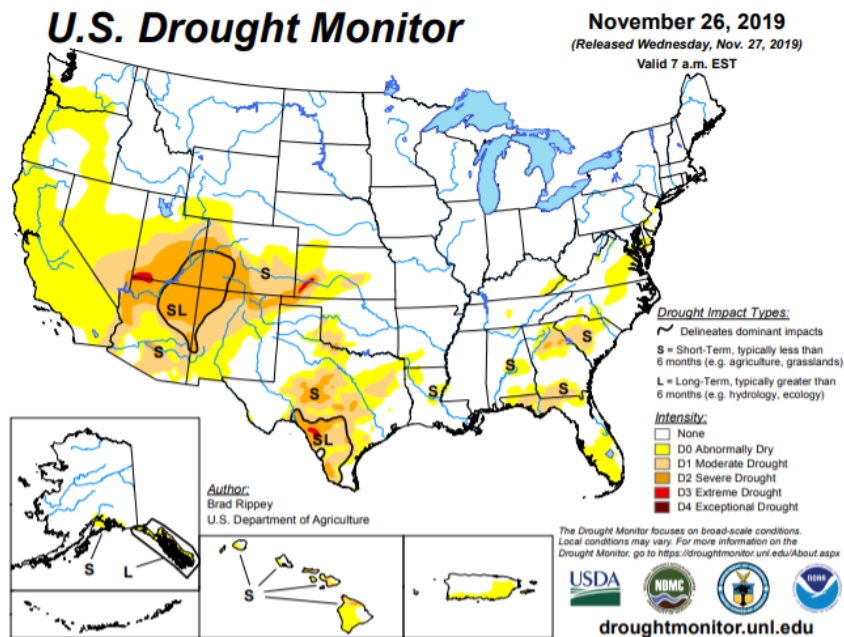 U.S. Drought Monitor
November 26, 2019
(Released Wednesday, Nov. 27, 2019)
Valid 7 a.m. EST
S
SL
S
S
SL
S
S
S
S
Drought Impact Types:
Delineates dominant impacts
S = Short-Term, typically less than
6 months (e.g. agriculture, grasslands)
L = Long-Term, typically greater than
6 months (e.g. hydrology, ecology)
Intensity:
None
D0 Abnormally Dry
D1 Moderate Drought
D2 Severe Drought
D3 Extreme Drought
D4 Exceptional Drought
Author:
Brad Rippey
U.S. Department of Agriculture
S
L
S
The Drought Monitor focuses on broad-scale conditions.
Local conditions may vary. For more information on the
Drought Monitor, go to https://droughtmonitor.unl.edu/About.aspx
USDA
NDMC
NOAA
droughtmonitor.unl.edu